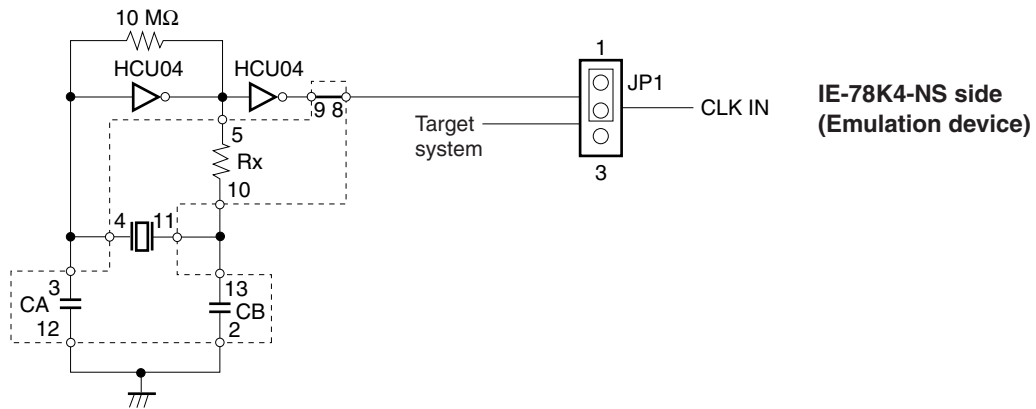 10 MΩ
HCU04
HCU04
1
JP1
IE-78K4-NS side
(Emulation device)
9 8
CLK IN
Target
system
5
Rx
3
10
4
11
3
13
CA
CB
12
2